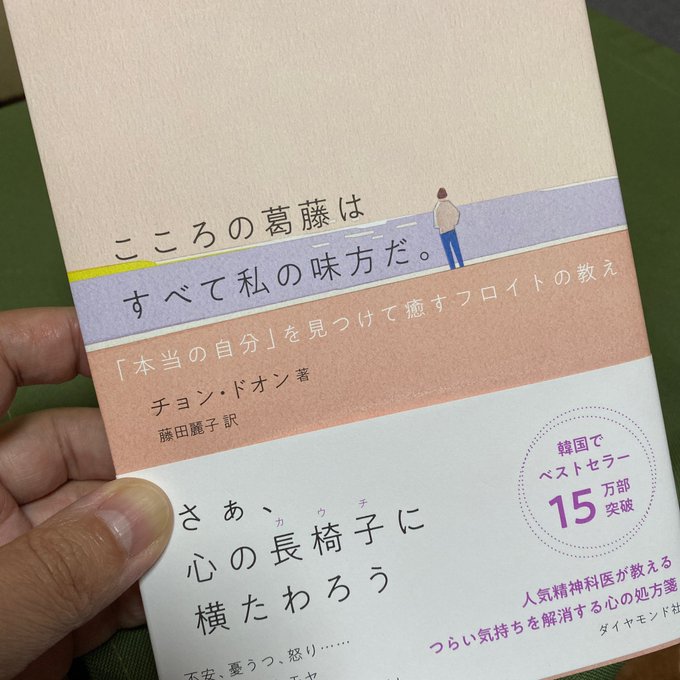 こころの葛藤は
すべて私の味方だ。
「本当の自分」を見つけて癒すフロイトの教え
チョン・ドオン 著
藤田麗子 訳
さぁ、
カウチ
心の長椅子に
横たわろう
韓国で
ベストセラー
15万部突破
人気精神科医が教える
つらい気持ちを解消する心の処方箋
ダイヤモンド社
不安、憂うつ、怒り……